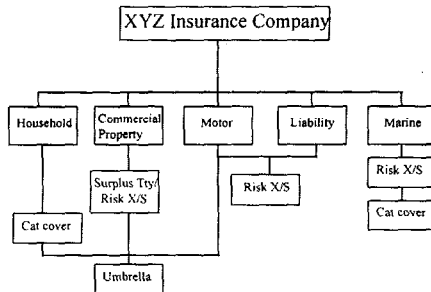 XYZ Insurance Company
Household
Commercial
Property
Motor
Liability
Marine
Surplus Tty/
Risk X/S
Risk X/S
Risk X/S
Cat cover
Cat cover
Umbrella